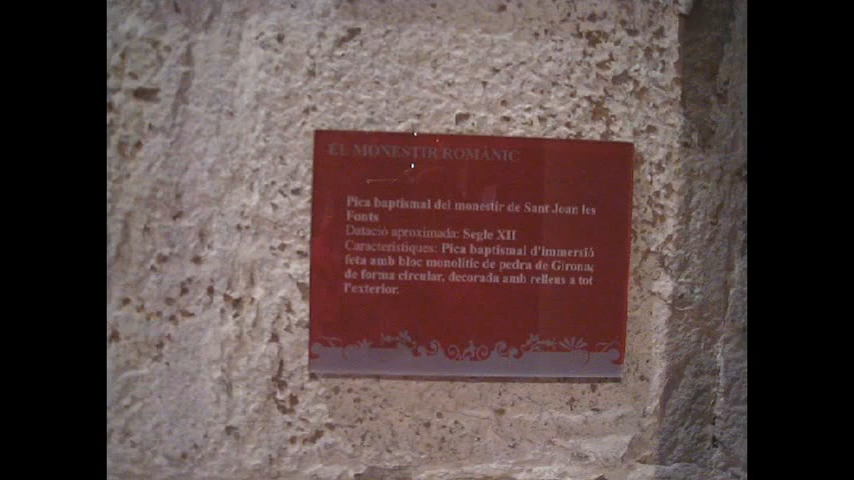 EL MONESTIR ROMÀNIC
Pica baptismal del monestir de Sant Joan les
Fonts
Datació aproximada: Segle XII
Característiques: Pica baptismal d'immersió
feta amb bloc monolític de pedra de Girona;
de forma circular, decorada amb relleus a tot
l'exterior.